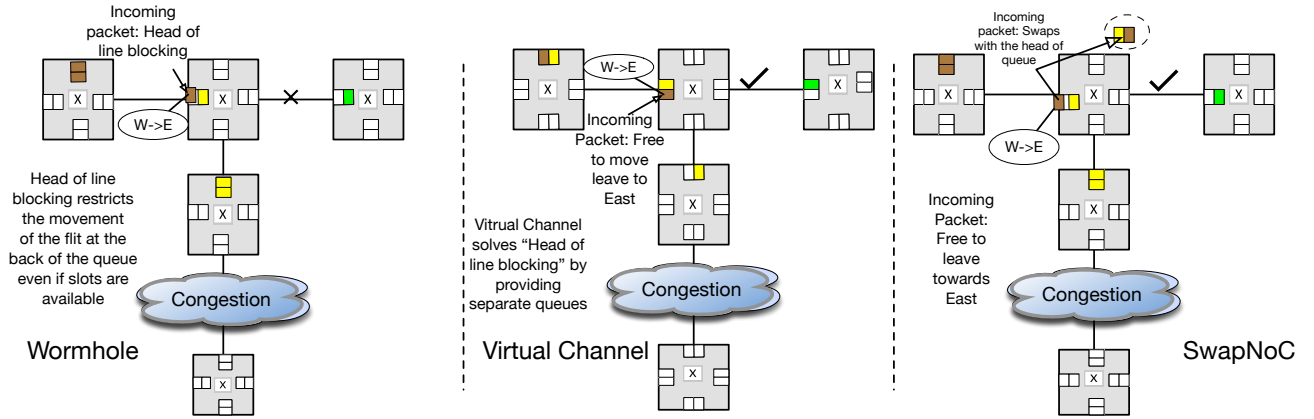 Incoming
packet: Head of
line blocking
X
X
X
W->E
Head of line
blocking restricts
the movement
of the flit at the
back of the queue
even if slots are
available
X
Congestion
Wormhole
X
X
X
X
W->E
Incoming
Packet: Free
to move
leave to
East
X
Vitrual Channel
solves “Head of
line blocking” by
providing
separate queues
Congestion
Virtual Channel
X
Incoming
packet: Swaps
with the head of
queue
X
X
X
W->E
X
Incoming
Packet:
Free to
leave
towards
East
Congestion
SwapNoC
X